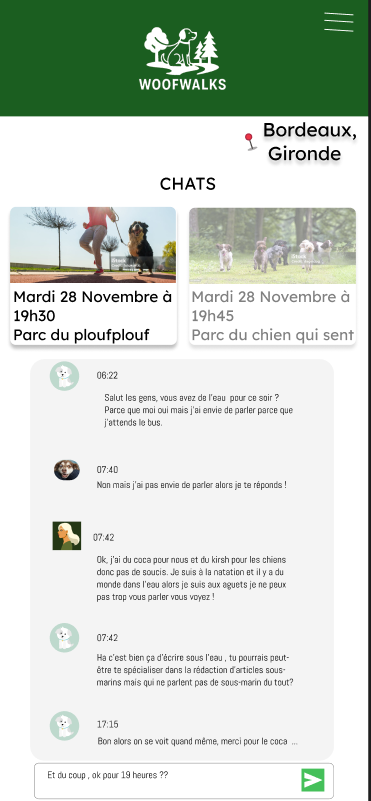 WOOFWALKS
Bordeaux,
Gironde
CHATS
iStock
iStock
Mardi 28 Novembre à
19h30
Parc du ploufplouf
Mardi 28 Novembre à
19h45
Parc du chien qui sent
06:22
Salut les gens, vous avez de l'eau pour ce soir ?
Parce que moi oui mais j'ai envie de parler parce que
j'attends le bus.
07:40
Non mais j'ai pas envie de parler alors je te réponds !
07:42
Ok, j'ai du coca pour nous et du kirsh pour les chiens
donc pas de soucis. Je suis à la natation et il y a du
monde dans l'eau alors je suis aux aguets je ne peux
pas trop vous parler vous voyez !
07:42
Ha c'est bien ça d'écrire sous l'eau , tu pourrais peut-
être te spécialiser dans la rédaction d'articles sous-
marins mais qui ne parlent pas de sous-marin du tout?
17:15
Bon alors on se voit quand même, merci pour le coca ...
Et du coup , ok pour 19 heures ??